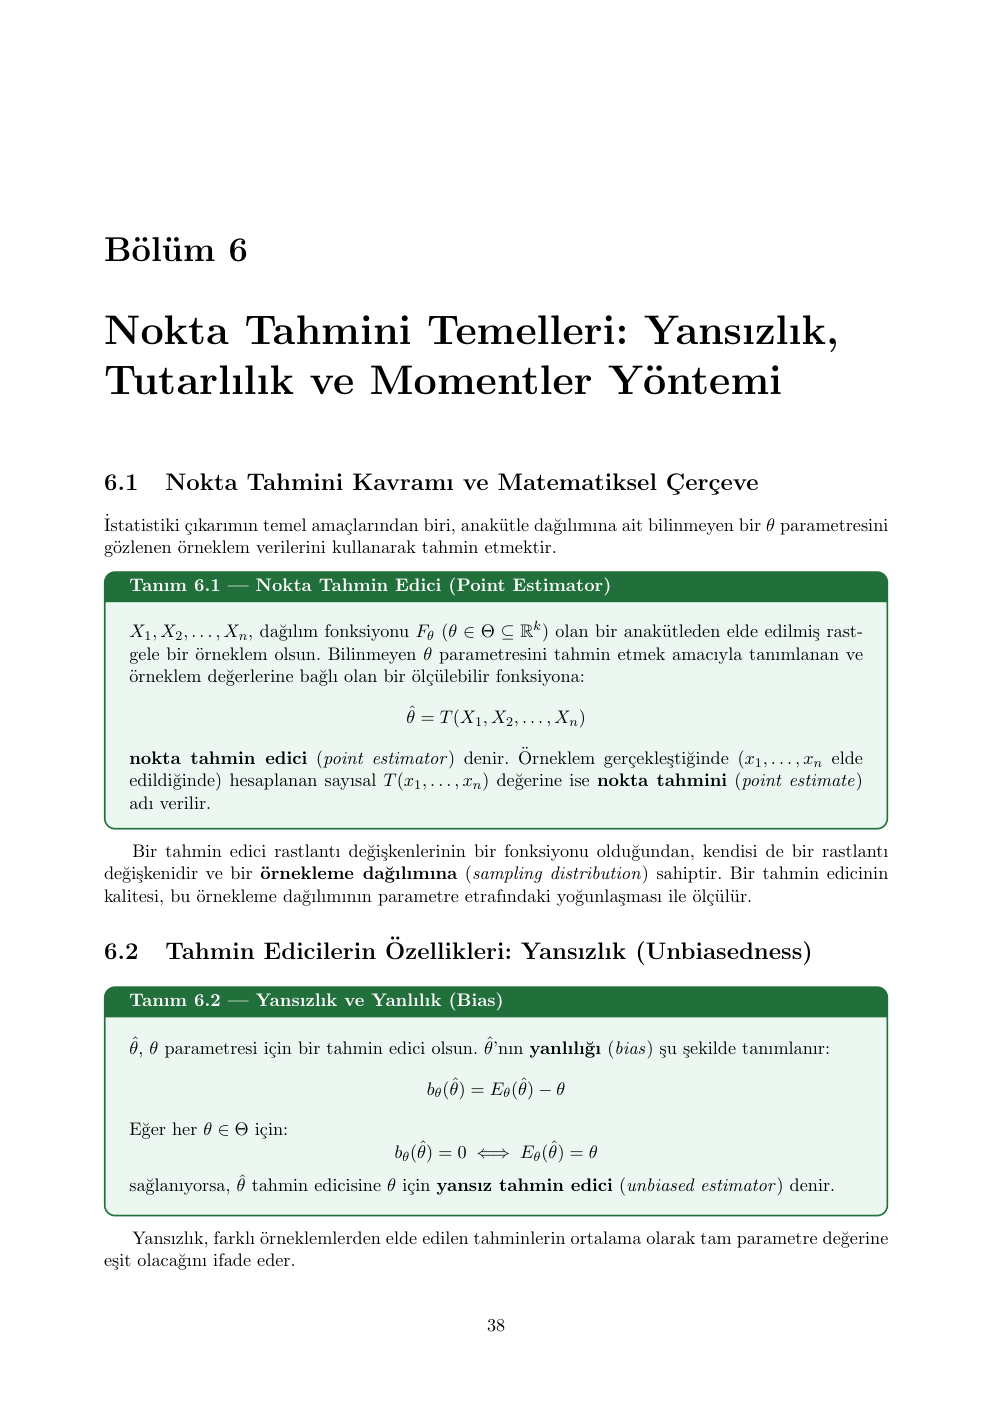 Bölüm 6
Nokta Tahmini Temelleri: Yansızlık,
Tutarlılık ve Momentler Yöntemi
6.1 Nokta Tahmini Kavramı ve Matematiksel Çerçeve
İstatistiki çıkarımın temel amaçlarından biri, anakütle dağılımına ait bilinmeyen bir θ parametresini
gözlenen örneklem verilerini kullanarak tahmin etmektir.
Tanım 6.1 — Nokta Tahmin Edici (Point Estimator)
X₁, X₂, . . . , Xₙ, dağılım fonksiyonu F_θ (θ ∈ Θ ⊆ ℝᵏ) olan bir anakütleden elde edilmiş rast-
gele bir örneklem olsun. Bilinmeyen θ parametresini tahmin etmek amacıyla tanımlanan ve
örneklem değerlerine bağlı olan bir ölçülebilir fonksiyona:
θ̂ = T(X₁, X₂, . . . , Xₙ)
nokta tahmin edici (point estimator) denir. Örneklem gerçekleştiğinde (x₁, . . . , xₙ elde
edildiğinde) hesaplanan sayısal T(x₁, . . . , xₙ) değerine ise nokta tahmini (point estimate)
adı verilir.
Bir tahmin edici rastlantı değişkenlerinin bir fonksiyonu olduğundan, kendisi de bir rastlantı
değişkenidir ve bir örnekleme dağılımına (sampling distribution) sahiptir. Bir tahmin edicinin
kalitesi, bu örnekleme dağılımının parametre etrafındaki yoğunlaşması ile ölçülür.
6.2 Tahmin Edicilerin Özellikleri: Yansızlık (Unbiasedness)
Tanım 6.2 — Yansızlık ve Yanlılık (Bias)
θ̂, θ parametresi için bir tahmin edici olsun. θ̂’nın yanlılığı (bias) şu şekilde tanımlanır:
b_θ(θ̂) = E_θ(θ̂) − θ
Eğer her θ ∈ Θ için:
b_θ(θ̂) = 0 ⟺ E_θ(θ̂) = θ
sağlanıyorsa, θ̂ tahmin edicisine θ için yansız tahmin edici (unbiased estimator) denir.
Yansızlık, farklı örneklemlerden elde edilen tahminlerin ortalama olarak tam parametre değerine
eşit olacağını ifade eder.
38